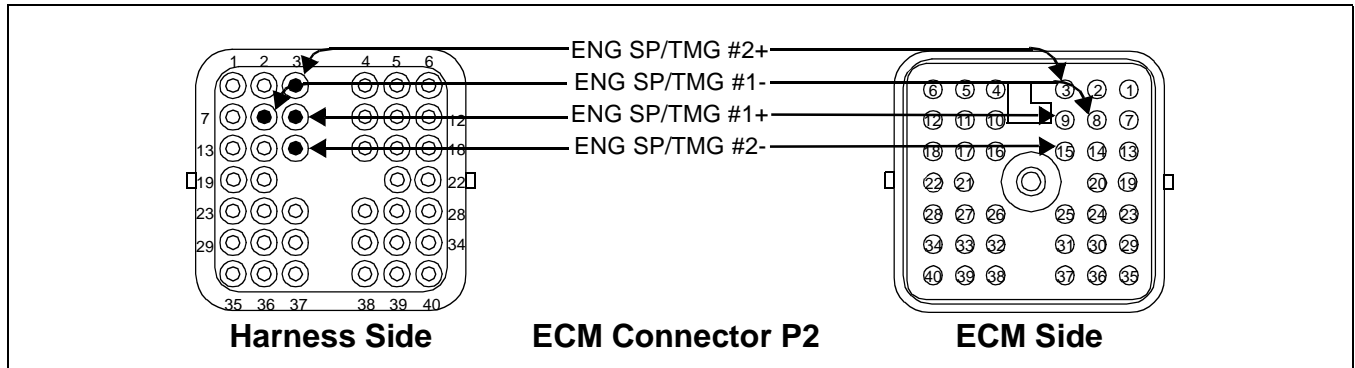 ENG SP/TMG #2+
ENG SP/TMG #1-
ENG SP/TMG #1+
ENG SP/TMG #2-
1 2 3 4 5 6
7 12
13 18
19 22
23 28
29 34
35 36 37 38 39 40
6 5 4 3 2 1
12 11 10 9 8 7
18 17 16 15 14 13
22 21 20 19
28 27 26 25 24 23
34 33 32 31 30 29
40 39 38 37 36 35
Harness Side ECM Connector P2 ECM Side